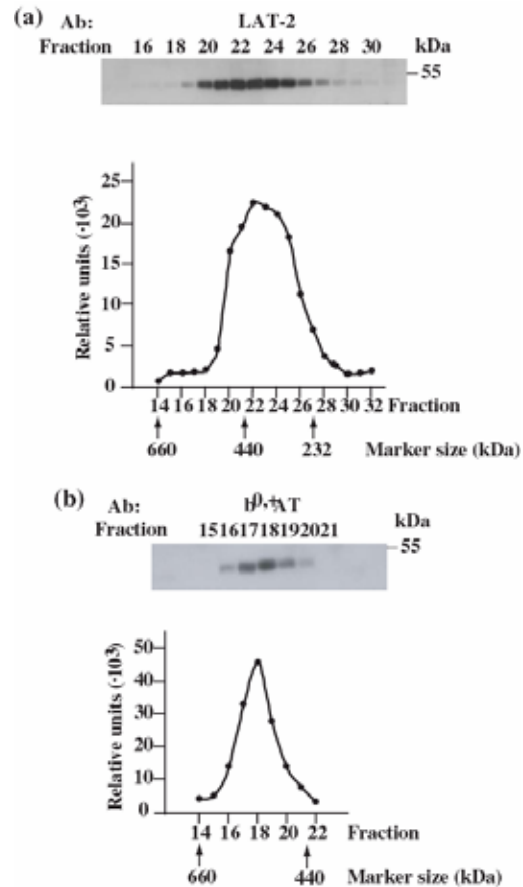 (a)
Ab: LAT-2
Fraction 16 18 20 22 24 26 28 30 kDa
55
25
20
15
10
5
0
Relative units (·10³)
14 16 18 20 22 24 26 28 30 32 Fraction
660 440 232 Marker size (kDa)
(b)
Ab: b⁰,⁺AT
Fraction 15 16 17 18 19 20 21 kDa
55
50
40
30
20
10
0
Relative units (·10³)
14 16 18 20 22 Fraction
660 440 Marker size (kDa)